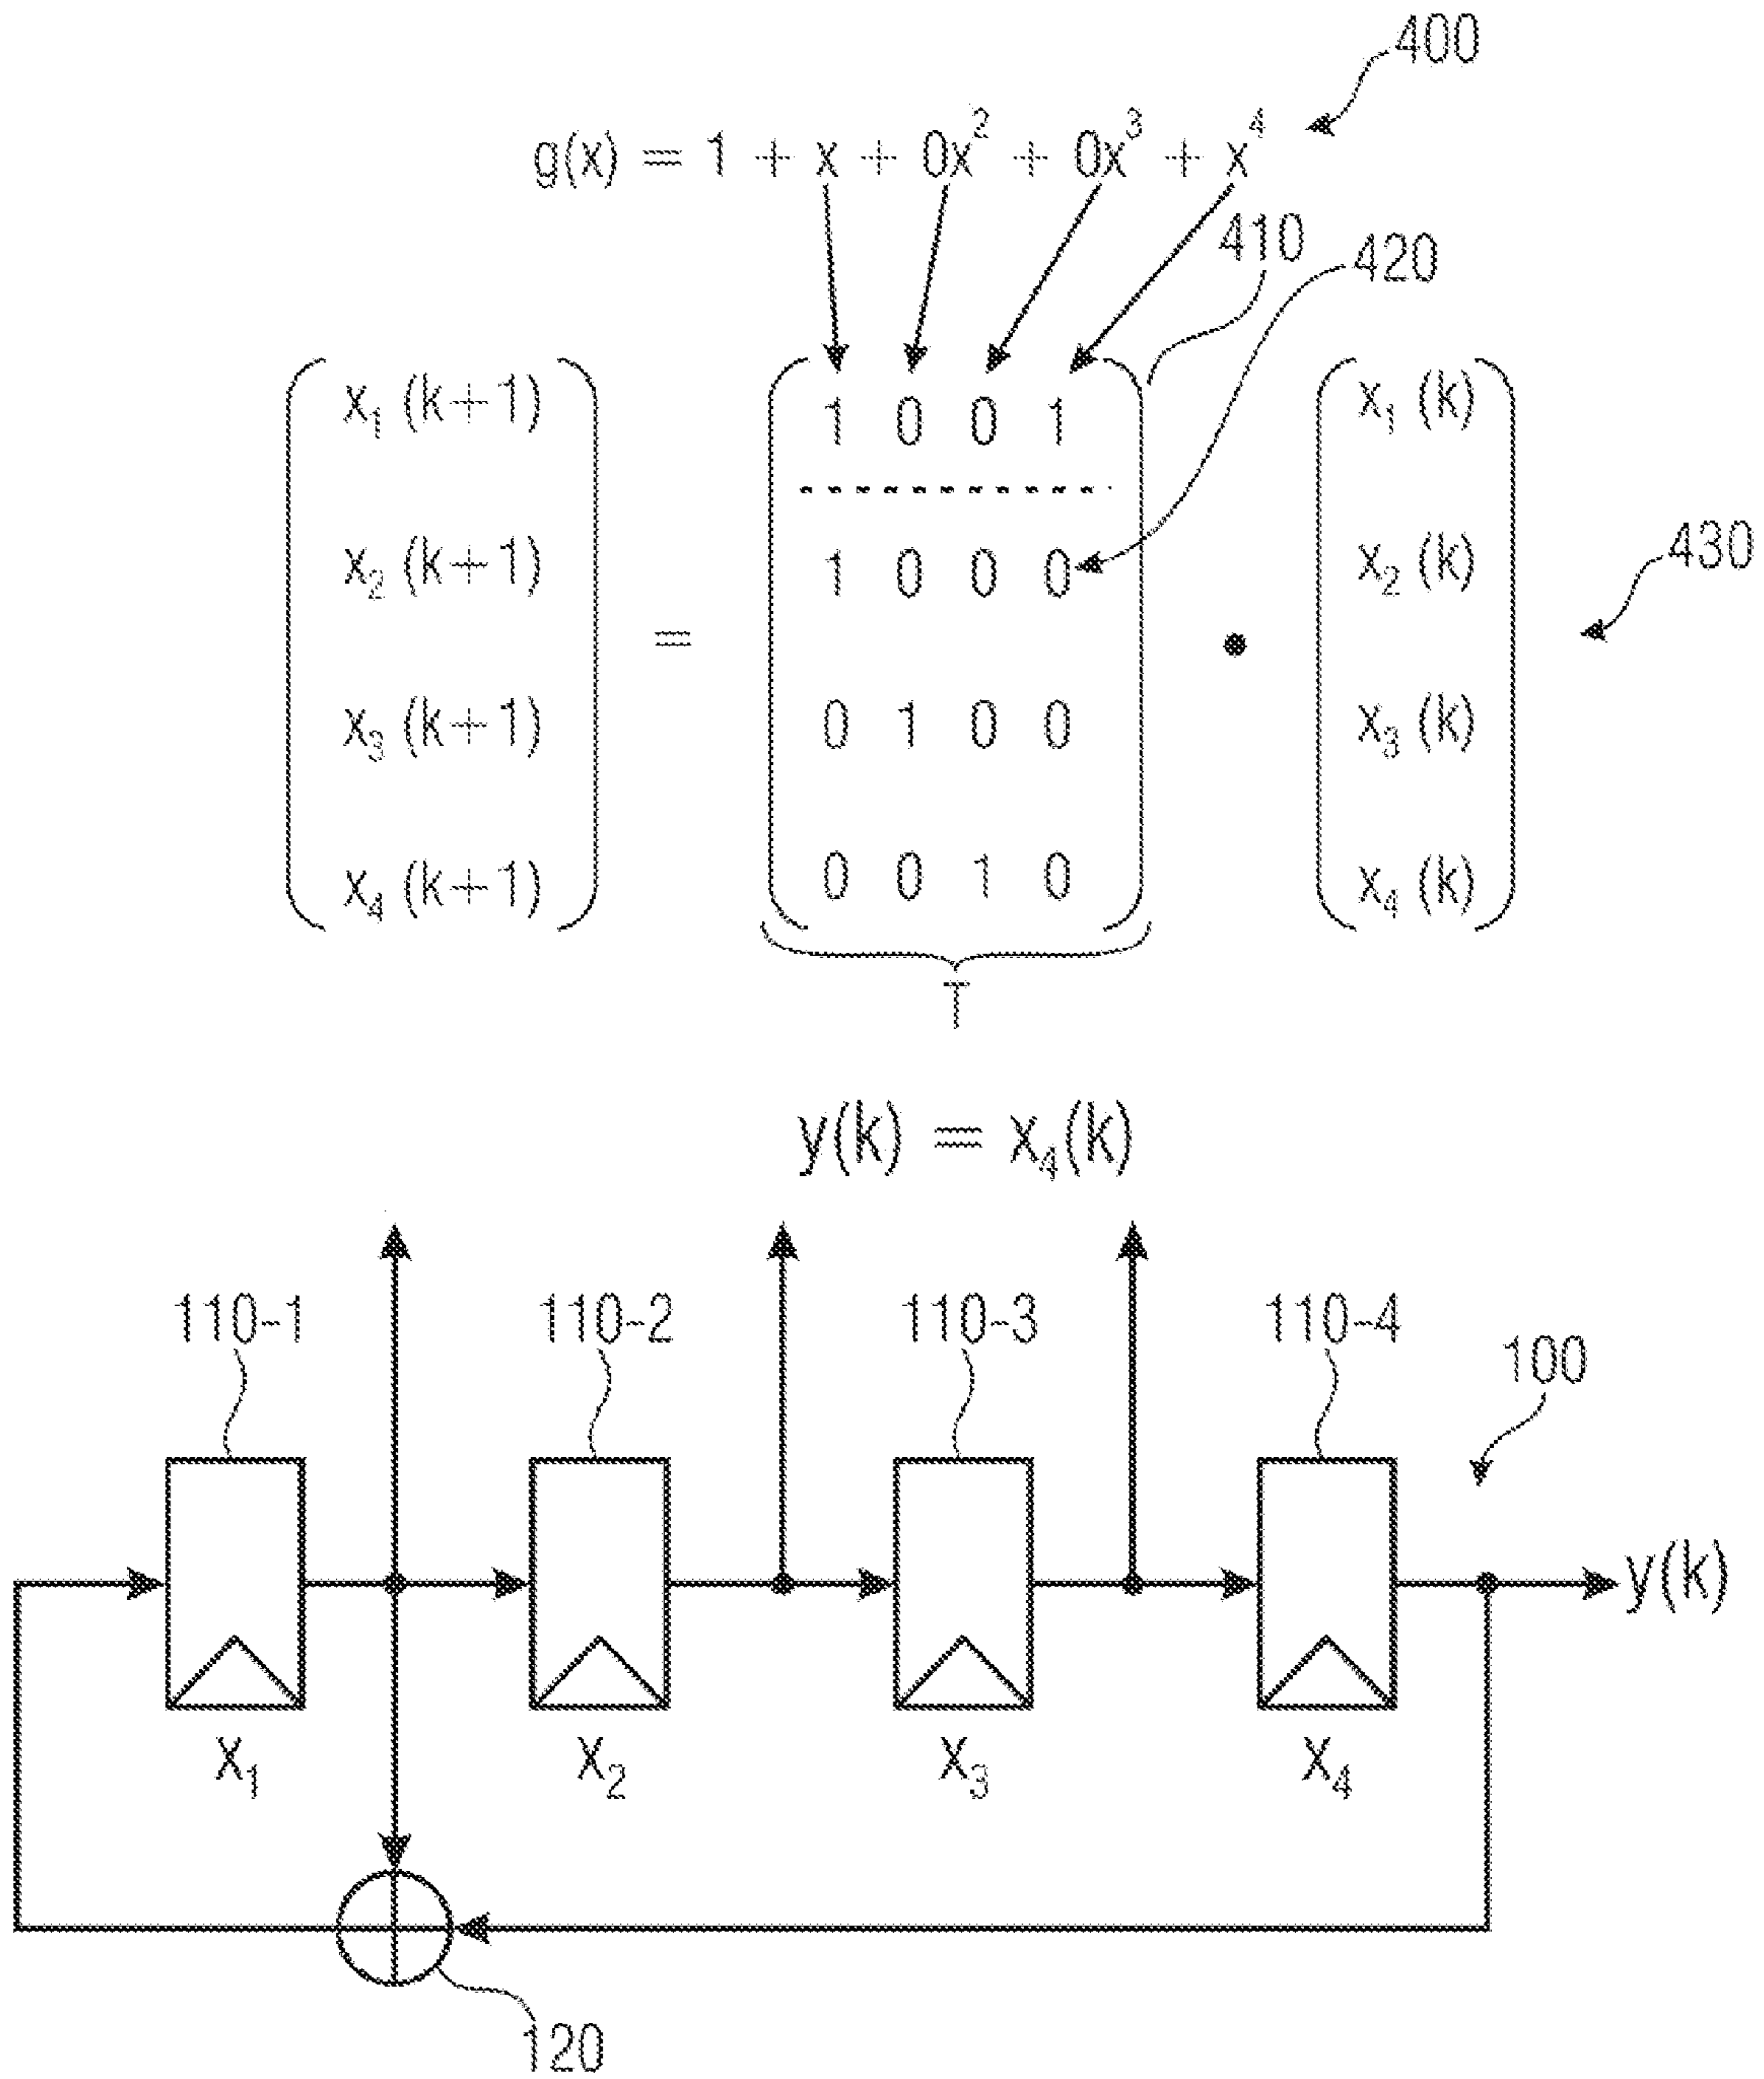 400
g(x) = 1 + x + 0x² + 0x³ + x⁴
410
420
x₁ (k+1)
x₂ (k+1)
x₃ (k+1)
x₄ (k+1)
=
1 0 0 1
1 0 0 0
0 1 0 0
0 0 1 0
T
•
x₁ (k)
x₂ (k)
x₃ (k)
x₄ (k)
430
y(k) = x₄(k)
110-1
110-2
110-3
110-4
100
y(k)
X₁
X₂
X₃
X₄
120